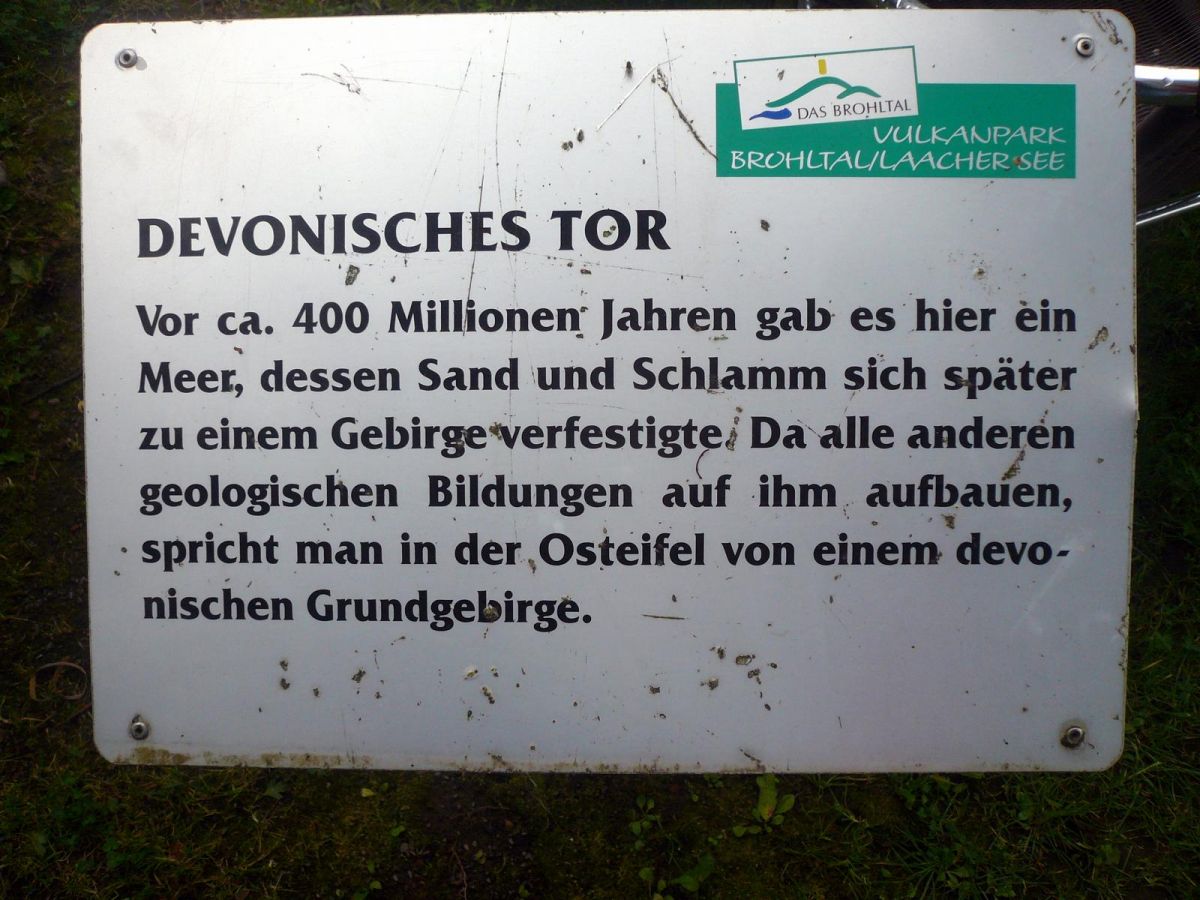 DAS BROHLTAL
VULKANPARK
BROHLTAL/LAACHER SEE
DEVONISCHES TOR
Vor ca. 400 Millionen Jahren gab es hier ein
Meer, dessen Sand und Schlamm sich später
zu einem Gebirge verfestigte. Da alle anderen
geologischen Bildungen auf ihm aufbauen,
spricht man in der Osteifel von einem devo-
nischen Grundgebirge.